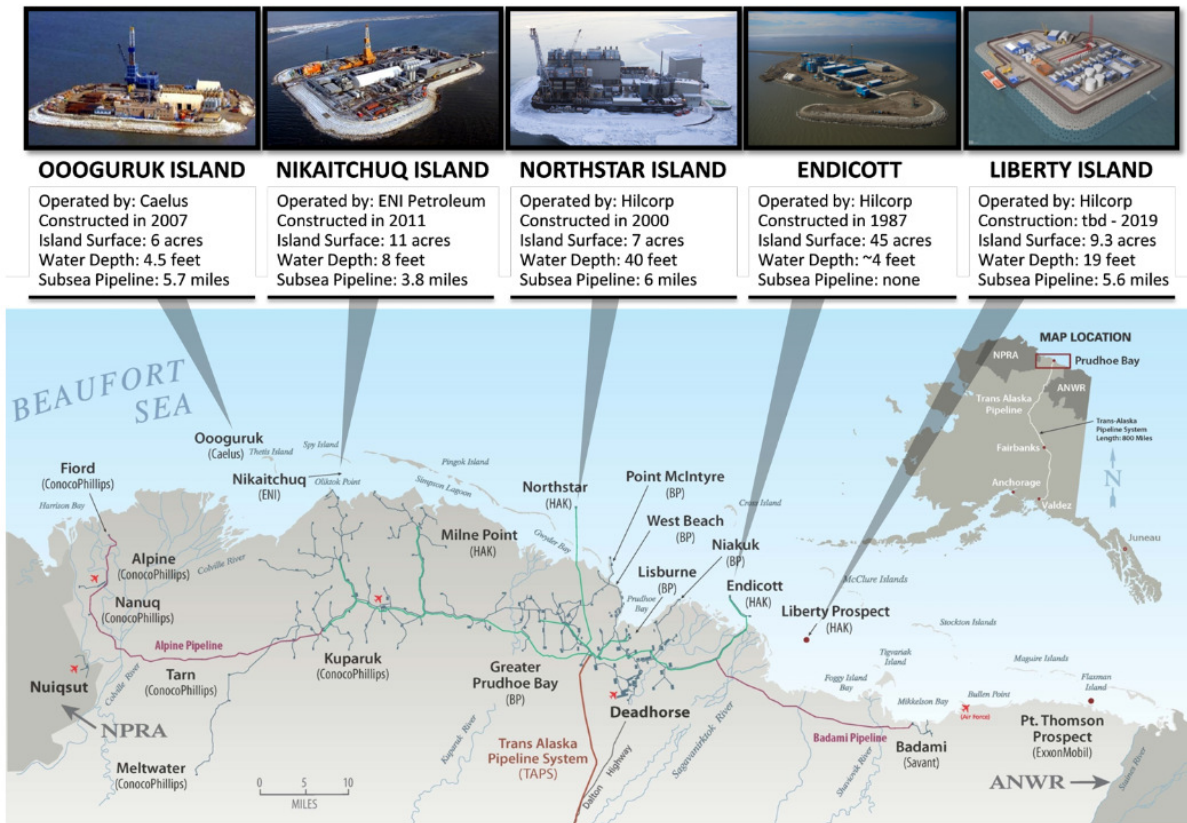 OOOGURUK ISLAND
Operated by: Caelus
Constructed in 2007
Island Surface: 6 acres
Water Depth: 4.5 feet
Subsea Pipeline: 5.7 miles
NIKAITCHUQ ISLAND
Operated by: ENI Petroleum
Constructed in 2011
Island Surface: 11 acres
Water Depth: 8 feet
Subsea Pipeline: 3.8 miles
NORTHSTAR ISLAND
Operated by: Hilcorp
Constructed in 2000
Island Surface: 7 acres
Water Depth: 40 feet
Subsea Pipeline: 6 miles
ENDICOTT
Operated by: Hilcorp
Constructed in 1987
Island Surface: 45 acres
Water Depth: ~4 feet
Subsea Pipeline: none
LIBERTY ISLAND
Operated by: Hilcorp
Construction: tbd - 2019
Island Surface: 9.3 acres
Water Depth: 19 feet
Subsea Pipeline: 5.6 miles
MAP LOCATION
NPRA
Prudhoe Bay
ANWR
Trans Alaska
Pipeline
Trans-Alaska
Pipeline System
Length: 800 Miles
Fairbanks
N
Anchorage
Valdez
Juneau
BEAUFORT
SEA
Oooguruk
(Caelus)
Thetis Island
Spy Island
Nikaitchuq
(ENI)
Oliktok Point
Pingok Island
Simpson Lagoon
Fiord
(ConocoPhillips)
Harrison Bay
Northstar
(HAK)
Point McIntyre
(BP)
Cross Island
West Beach
(BP)
Niakuk
(BP)
Milne Point
(HAK)
Gwyder Bay
Lisburne
(BP)
Prudhoe
Bay
Endicott
(HAK)
McClure Islands
Liberty Prospect
(HAK)
Stockton Islands
Alpine
(ConocoPhillips)
Colville River
Nanuq
(ConocoPhillips)
Alpine Pipeline
Tarn
(ConocoPhillips)
Kuparuk
(ConocoPhillips)
Greater
Prudhoe Bay
(BP)
Deadhorse
Tigvariak
Island
Foggy Island
Bay
Maguire Islands
Flaxman
Island
Mikkelson Bay
Bullen Point
(Air Force)
Nuiqsut
Colville River
NPRA
Meltwater
(ConocoPhillips)
0
5
10
MILES
Kuparuk River
Trans Alaska
Pipeline System
(TAPS)
Dalton Highway
Sagavanirktok River
Badami Pipeline
Shaviovik River
Badami
(Savant)
Pt. Thomson
Prospect
(ExxonMobil)
ANWR
Staines River